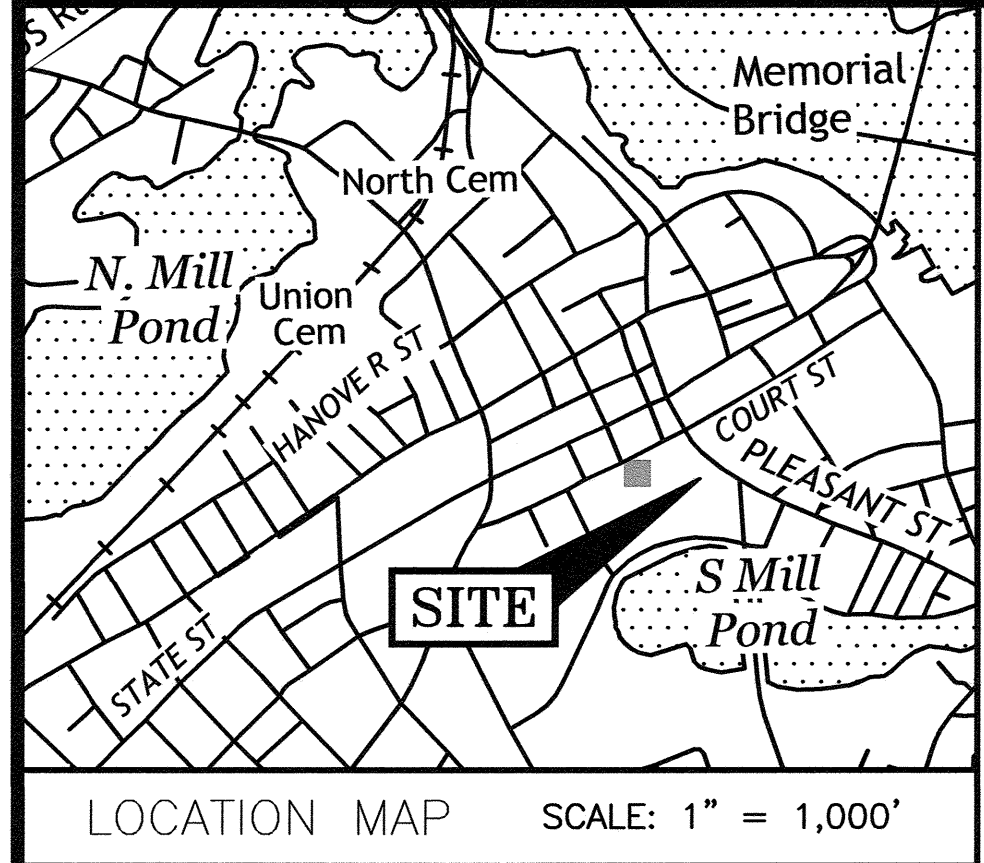 Memorial
Bridge
North Cem
N. Mill
Pond
Union
Cem
HANOVE R ST
COURT ST
PLEASANT ST
S Mill
Pond
SITE
STATE ST
LOCATION MAP SCALE: 1" = 1,000'